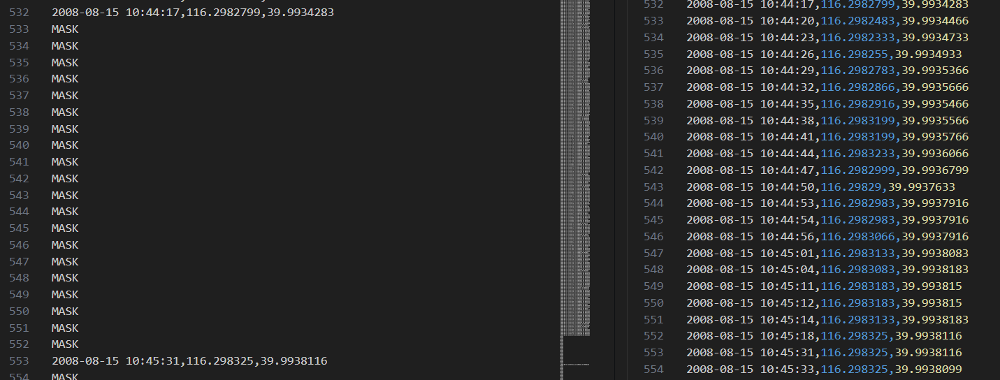 532 2008-08-15 10:44:17,116.2982799,39.9934283
533 MASK
534 MASK
535 MASK
536 MASK
537 MASK
538 MASK
539 MASK
540 MASK
541 MASK
542 MASK
543 MASK
544 MASK
545 MASK
546 MASK
547 MASK
548 MASK
549 MASK
550 MASK
551 MASK
552 MASK
553 2008-08-15 10:45:31,116.298325,39.9938116
554 MASK
532 2008-08-15 10:44:17,116.2982799,39.9934283
533 2008-08-15 10:44:20,116.2982483,39.9934466
534 2008-08-15 10:44:23,116.2982333,39.9934733
535 2008-08-15 10:44:26,116.298255,39.9934933
536 2008-08-15 10:44:29,116.2982783,39.9935366
537 2008-08-15 10:44:32,116.2982866,39.9935666
538 2008-08-15 10:44:35,116.2982916,39.9935466
539 2008-08-15 10:44:38,116.2983199,39.9935566
540 2008-08-15 10:44:41,116.2983199,39.9935766
541 2008-08-15 10:44:44,116.2983233,39.9936066
542 2008-08-15 10:44:47,116.2982999,39.9936799
543 2008-08-15 10:44:50,116.29829,39.9937633
544 2008-08-15 10:44:53,116.2982983,39.9937916
545 2008-08-15 10:44:54,116.2982983,39.9937916
546 2008-08-15 10:44:56,116.2983066,39.9937916
547 2008-08-15 10:45:01,116.2983133,39.9938083
548 2008-08-15 10:45:04,116.2983083,39.9938183
549 2008-08-15 10:45:11,116.2983183,39.993815
550 2008-08-15 10:45:12,116.2983183,39.993815
551 2008-08-15 10:45:14,116.2983133,39.9938183
552 2008-08-15 10:45:18,116.298325,39.9938116
553 2008-08-15 10:45:31,116.298325,39.9938116
554 2008-08-15 10:45:33,116.298325,39.9938099